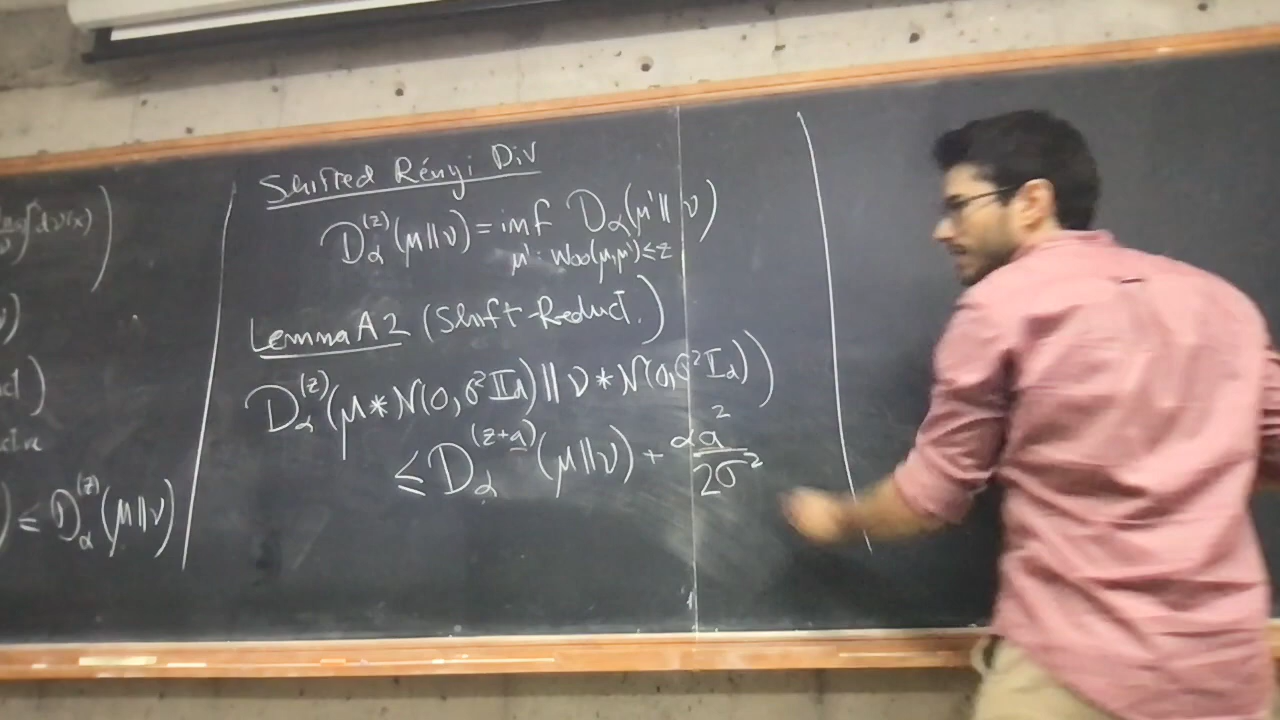 dν(x))
)
)
) ≤ D_α^{(z)}(μ||ν)
Shifted Rényi Div
D_α^{(z)}(μ||ν) = inf D_α(μ'||ν)
μ': W∞(μ,μ')≤z
Lemma A2 (Shift-Reduct.)
D_α^{(z)}(μ*N(0,σ²I_d)||ν*N(0,σ²I_d))
≤ D_α^{(z+a)}(μ||ν) + αa²/2σ²